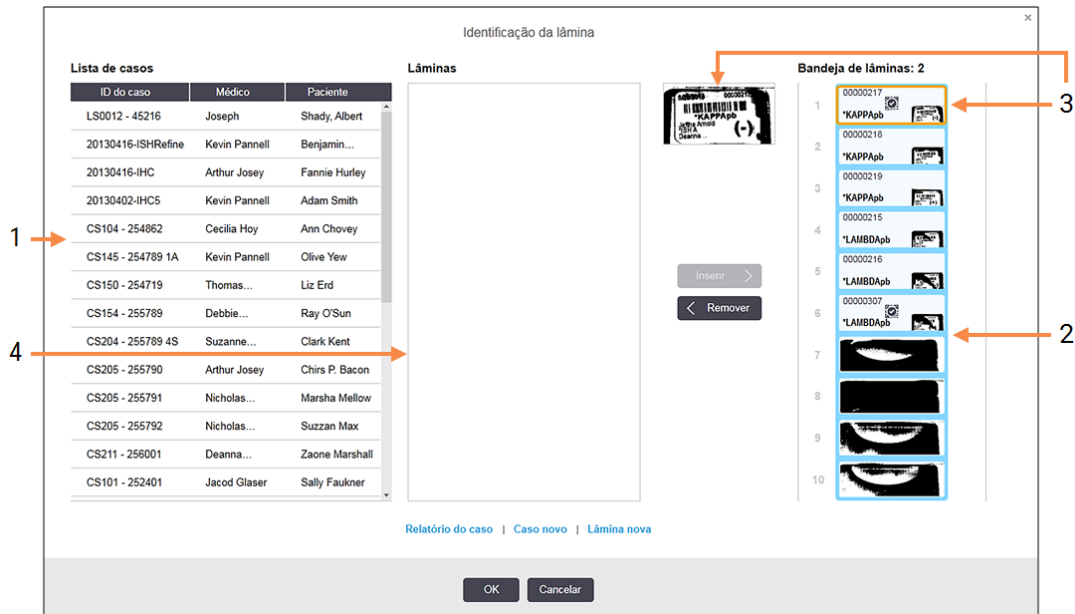 ×
Identificação da lâmina
Lista de casos
Lâminas
Bandeja de lâminas: 2
ID do caso Médico Paciente
LS0012 - 45216 Joseph Shady, Albert
20130416-ISHRefine Kevin Pannell Benjamin...
20130416-IHC Arthur Josey Fannie Hurley
20130402-IHC5 Kevin Pannell Adam Smith
CS104 - 254862 Cecilia Hoy Ann Chovey
CS145 - 254789 1A Kevin Pannell Olive Yew
CS150 - 254719 Thomas... Liz Erd
CS154 - 255789 Debbie... Ray O'Sun
CS204 - 255789 4S Suzanne... Clark Kent
CS205 - 255790 Arthur Josey Chirs P. Bacon
CS205 - 255791 Nicholas... Marsha Mellow
CS205 - 255792 Nicholas... Suzzan Max
CS211 - 256001 Deanna... Zaone Marshall
CS101 - 252401 Jacod Glaser Sally Faukner
1
4
*KAPPApb
Arnold
ISH A
Deanna ...
(-)
Inserir
Remover
1
00000217
*KAPPApb
2
00000218
*KAPPApb
3
00000219
*KAPPApb
4
00000215
*LAMBDApb
5
00000216
*LAMBDApb
6
00000307
*LAMBDApb
7
8
9
10
3
2
Relatório do caso | Caso novo | Lâmina nova
OK
Cancelar